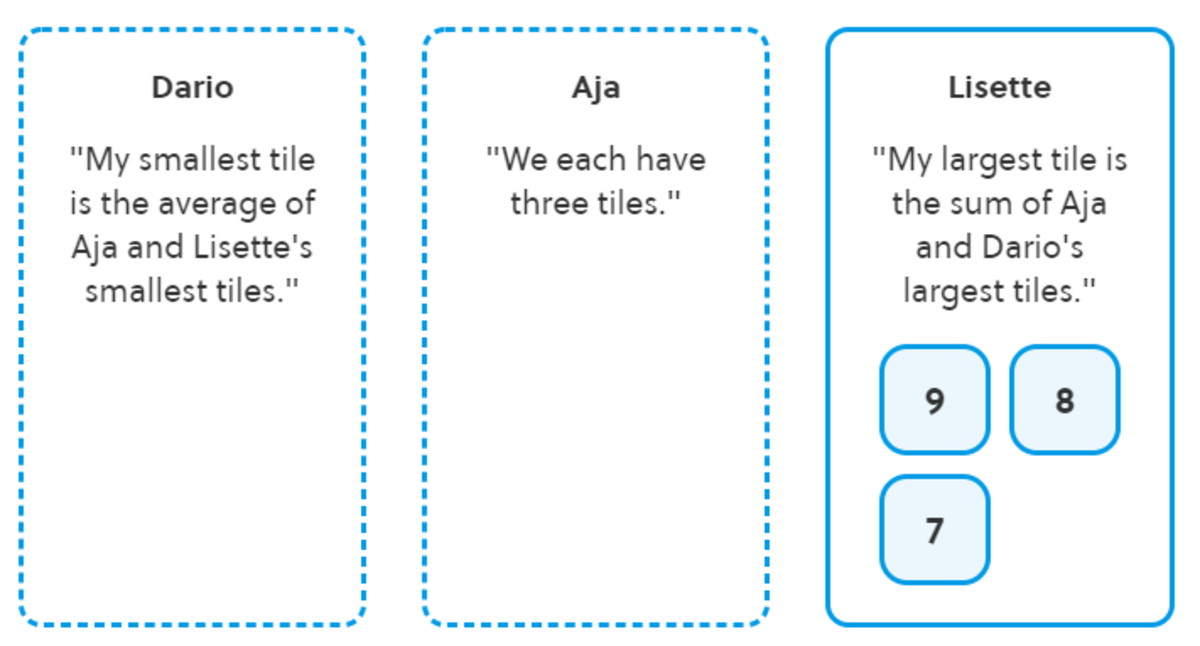 Dario
"My smallest tile
is the average of
Aja and Lisette's
smallest tiles."
Aja
"We each have
three tiles."
Lisette
"My largest tile is
the sum of Aja
and Dario's
largest tiles."
9 8
7